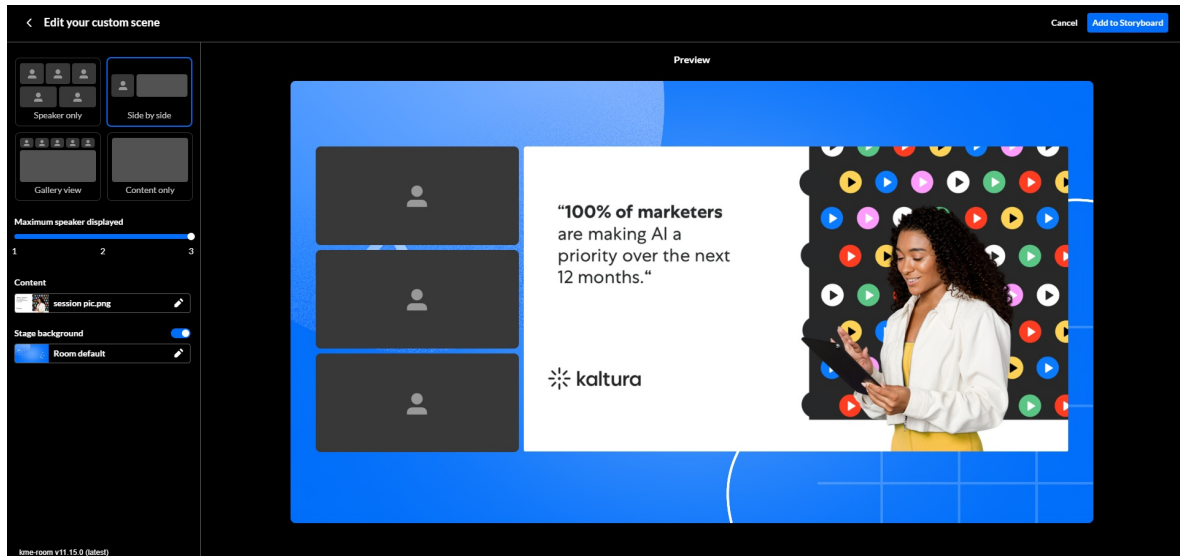 Edit your custom scene
Cancel
Add to Storyboard
Speaker only
Side by side
Gallery view
Content only
Maximum speaker displayed
1 2 3
Content
session pic.png
Stage background
Room default
kme-room v11.15.0 (latest)
Preview
“100% of marketers
are making AI a
priority over the next
12 months.“
kaltura